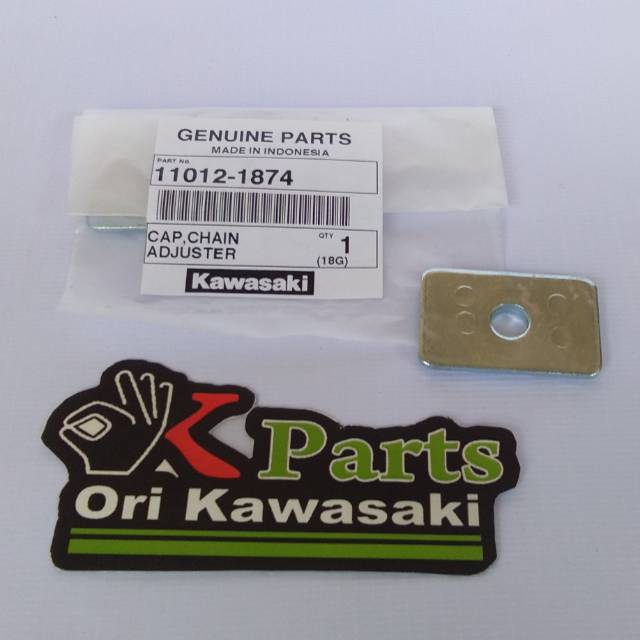 GENUINE PARTS
MADE IN INDONESIA
PART No.
11012-1874
CAP,CHAIN
ADJUSTER
QTY 1
(18G)
Kawasaki
K Parts
Ori Kawasaki